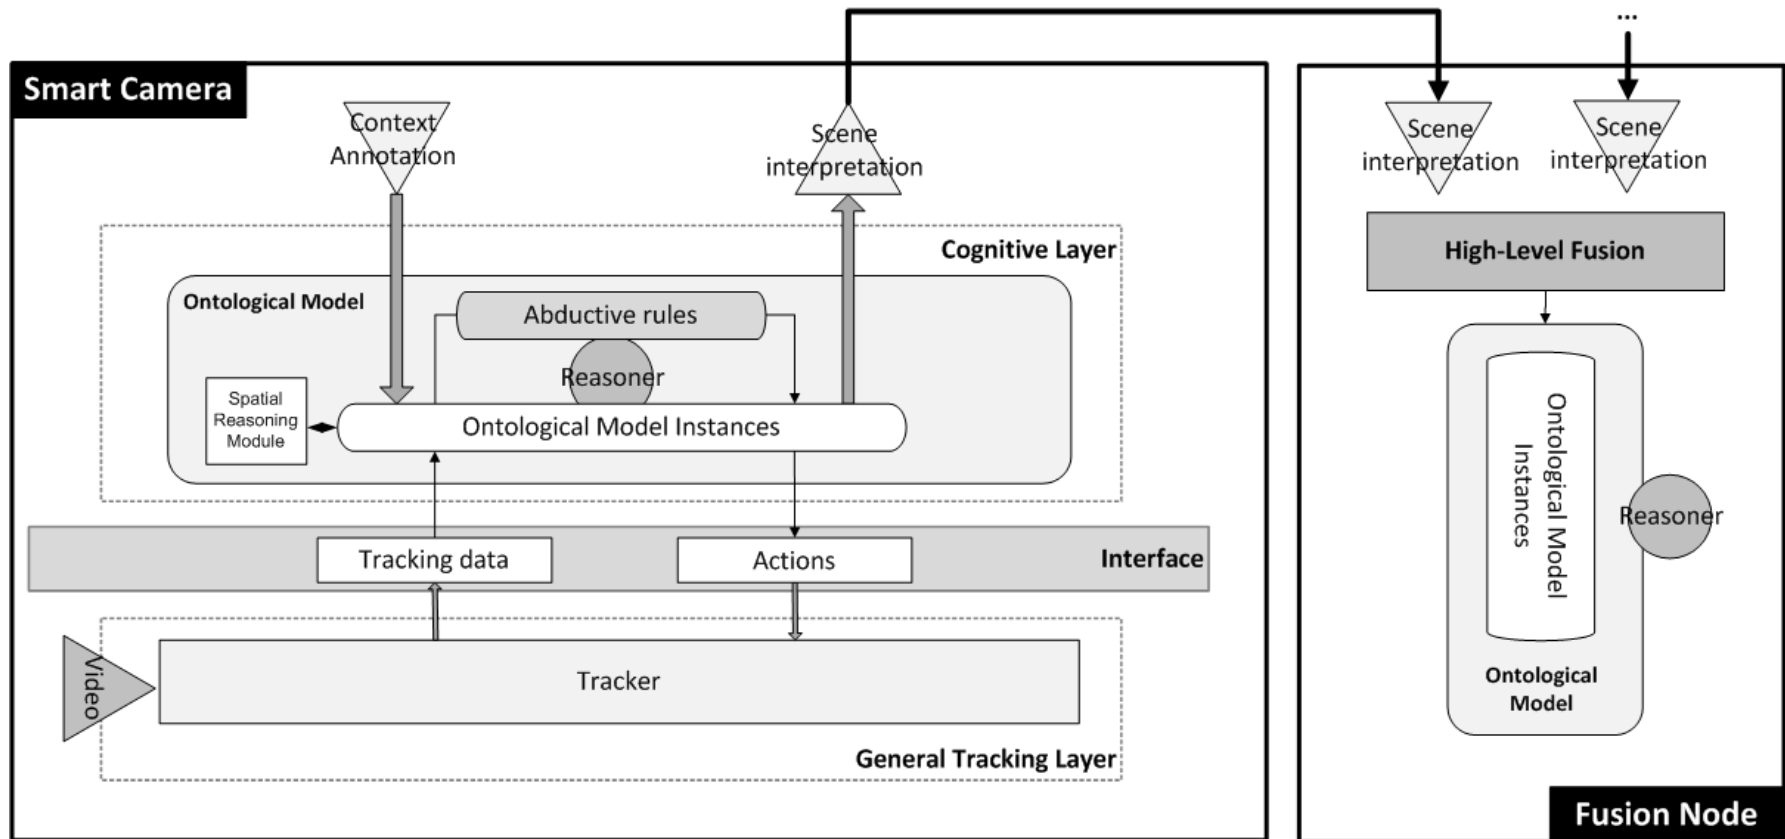 Smart Camera
Context
Annotation
Scene
interpretation
Cognitive Layer
Ontological Model
Abductive rules
Reasoner
Spatial
Reasoning
Module
Ontological Model Instances
Tracking data
Actions
Interface
Video
Tracker
General Tracking Layer
...
Scene
interpretation
Scene
interpretation
High-Level Fusion
Ontological Model
Instances
Reasoner
Ontological
Model
Fusion Node